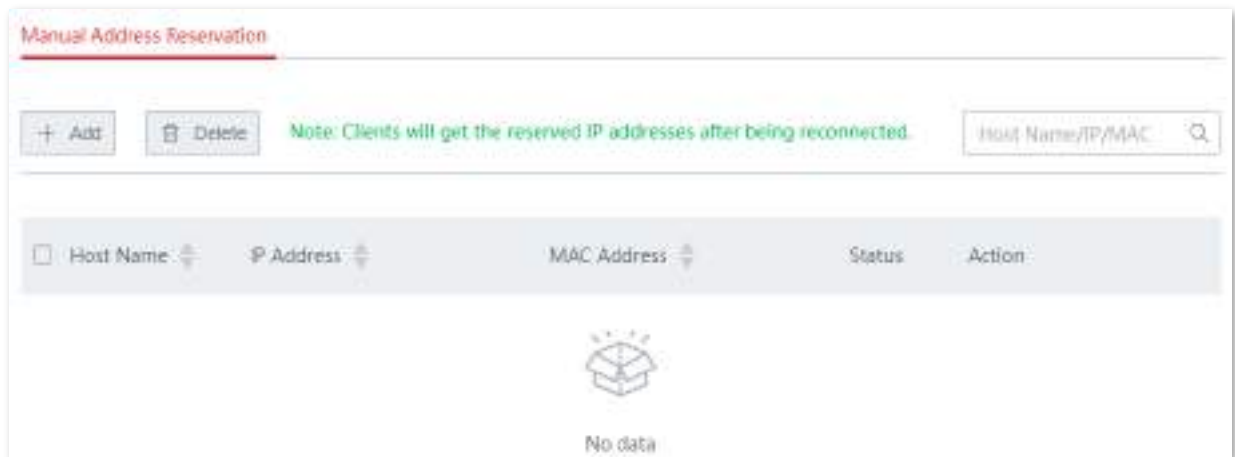 Manual Address Reservation
+ Add Delete Note: Clients will get the reserved IP addresses after being reconnected. Host Name/IP/MAC
Host Name IP Address MAC Address Status Action
No data